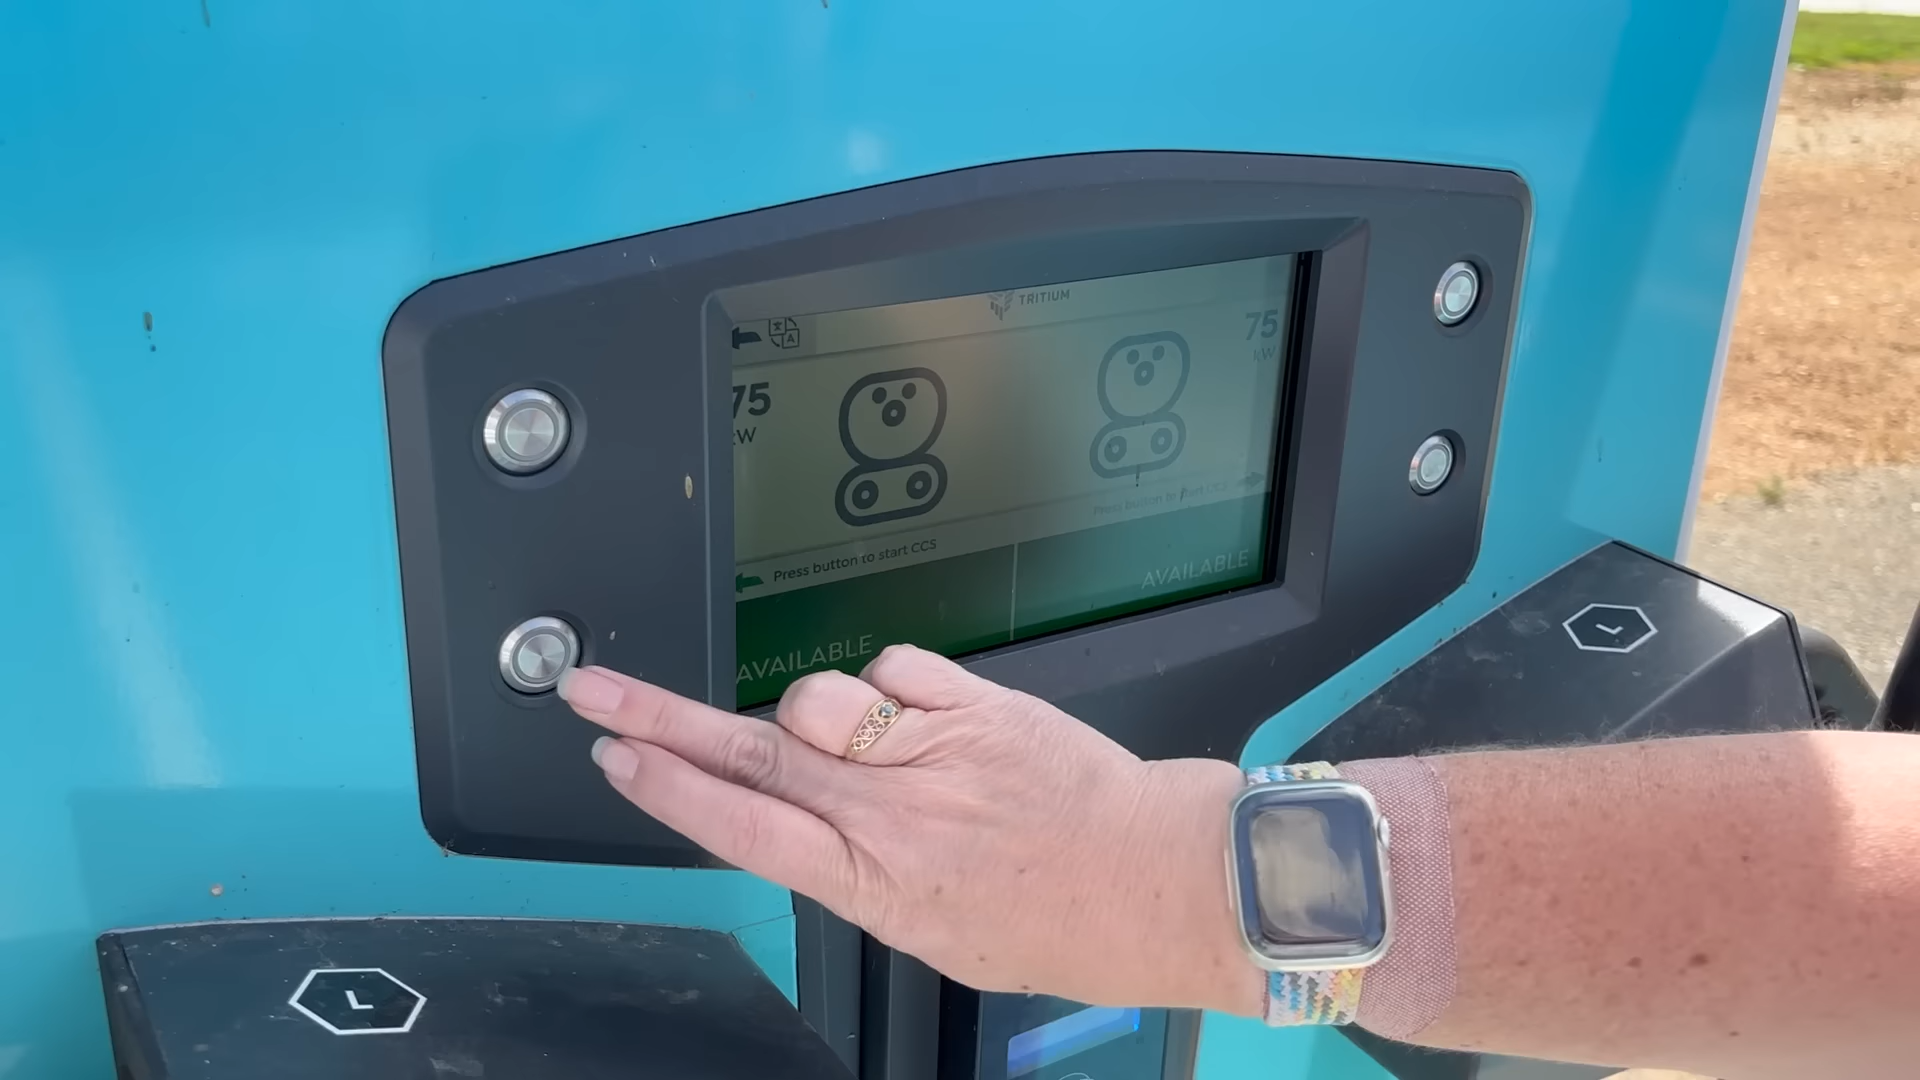 TRITIUM
A
75
kW
75
kW
Press button to start CCS
Press button to start CCS
AVAILABLE
AVAILABLE
L
L